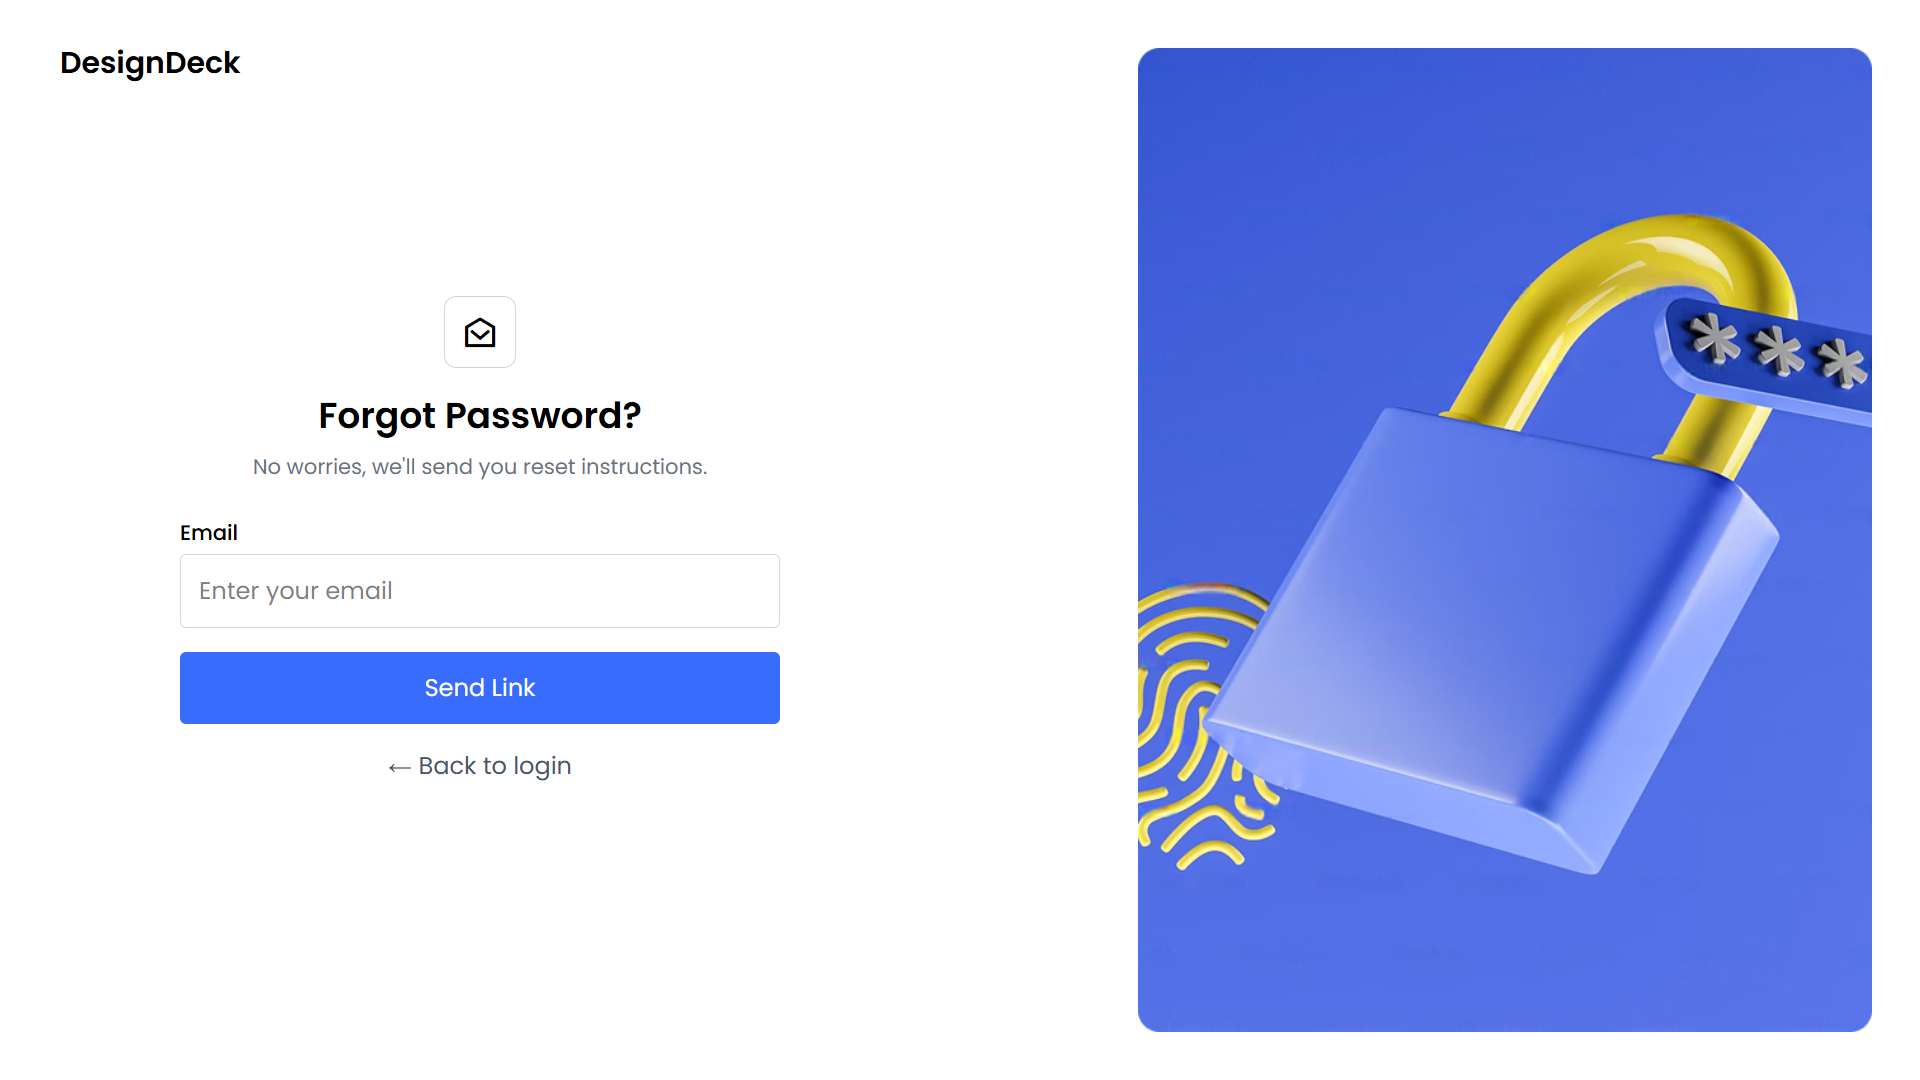 DesignDeck
Forgot Password?
No worries, we'll send you reset instructions.
Email
Enter your email
Send Link
← Back to login
***